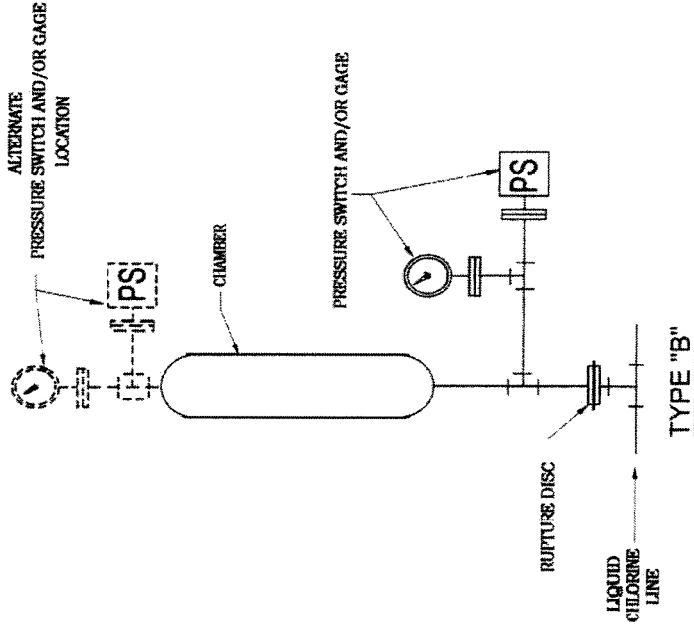 ALTERNATE
PRESSURE SWITCH AND/OR GAGE
LOCATION
PS
CHAMBER
PRESSURE SWITCH AND/OR GAGE
PS
RUPTURE DISC
LIQUID
CHLORINE
LINE
TYPE "B"